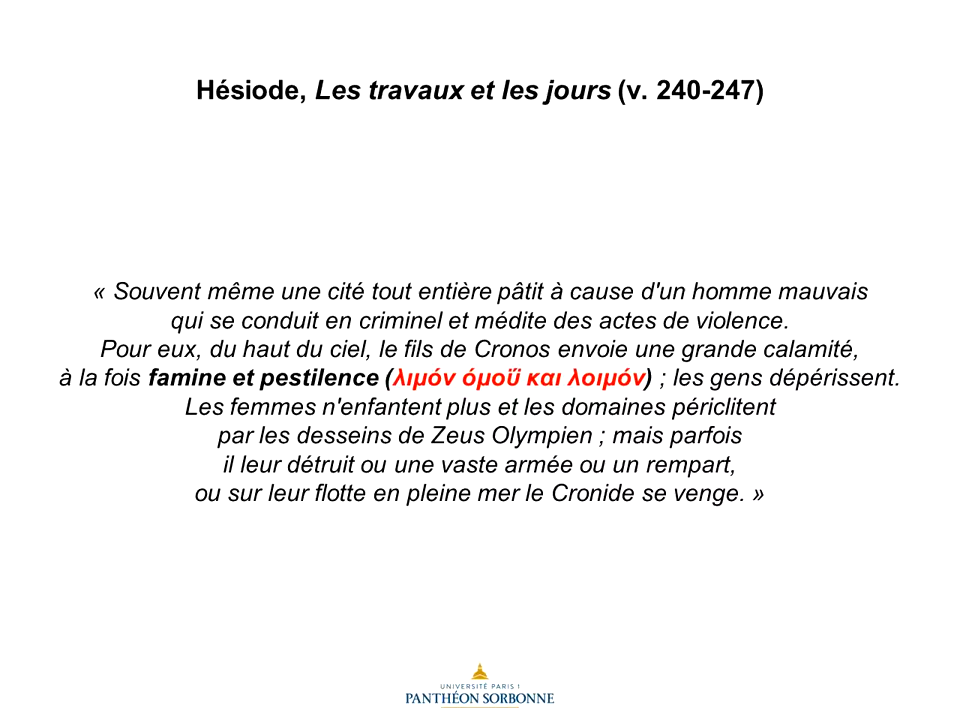 Hésiode, Les travaux et les jours (v. 240-247)
« Souvent même une cité tout entière pâtit à cause d'un homme mauvais
qui se conduit en criminel et médite des actes de violence.
Pour eux, du haut du ciel, le fils de Cronos envoie une grande calamité,
à la fois famine et pestilence (λιμόν όμοΰ και λοιμόν) ; les gens dépérissent.
Les femmes n'enfantent plus et les domaines périclitent
par les desseins de Zeus Olympien ; mais parfois
il leur détruit ou une vaste armée ou un rempart,
ou sur leur flotte en pleine mer le Cronide se venge. »
UNIVERSITÉ PARIS 1
PANTHÉON SORBONNE